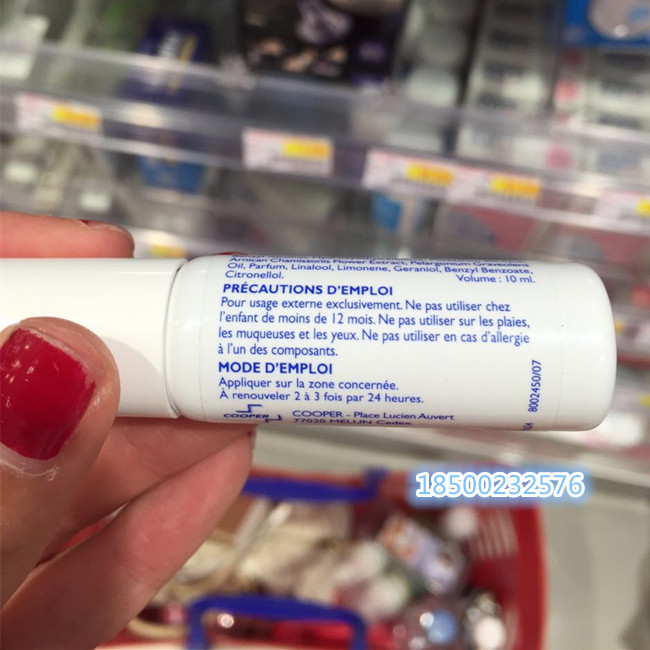 Arnican Chamissonis Flower Extract, Pelargonium Graveolens
Oil, Parfum, Linalool, Limonene, Geraniol, Benzyl Benzoate,
Citronellol.
Volume : 10 ml.
PRÉCAUTIONS D'EMPLOI
Pour usage externe exclusivement. Ne pas utiliser chez
l'enfant de moins de 12 mois. Ne pas utiliser sur les plaies,
les muqueuses et les yeux. Ne pas utiliser en cas d'allergie
à l'un des composants.
MODE D'EMPLOI
Appliquer sur la zone concernée.
À renouveler 2 à 3 fois par 24 heures.
COOPER
COOPER - Place Lucien Auvert
77020 MELUN Cedex
8002450/07
18500232576